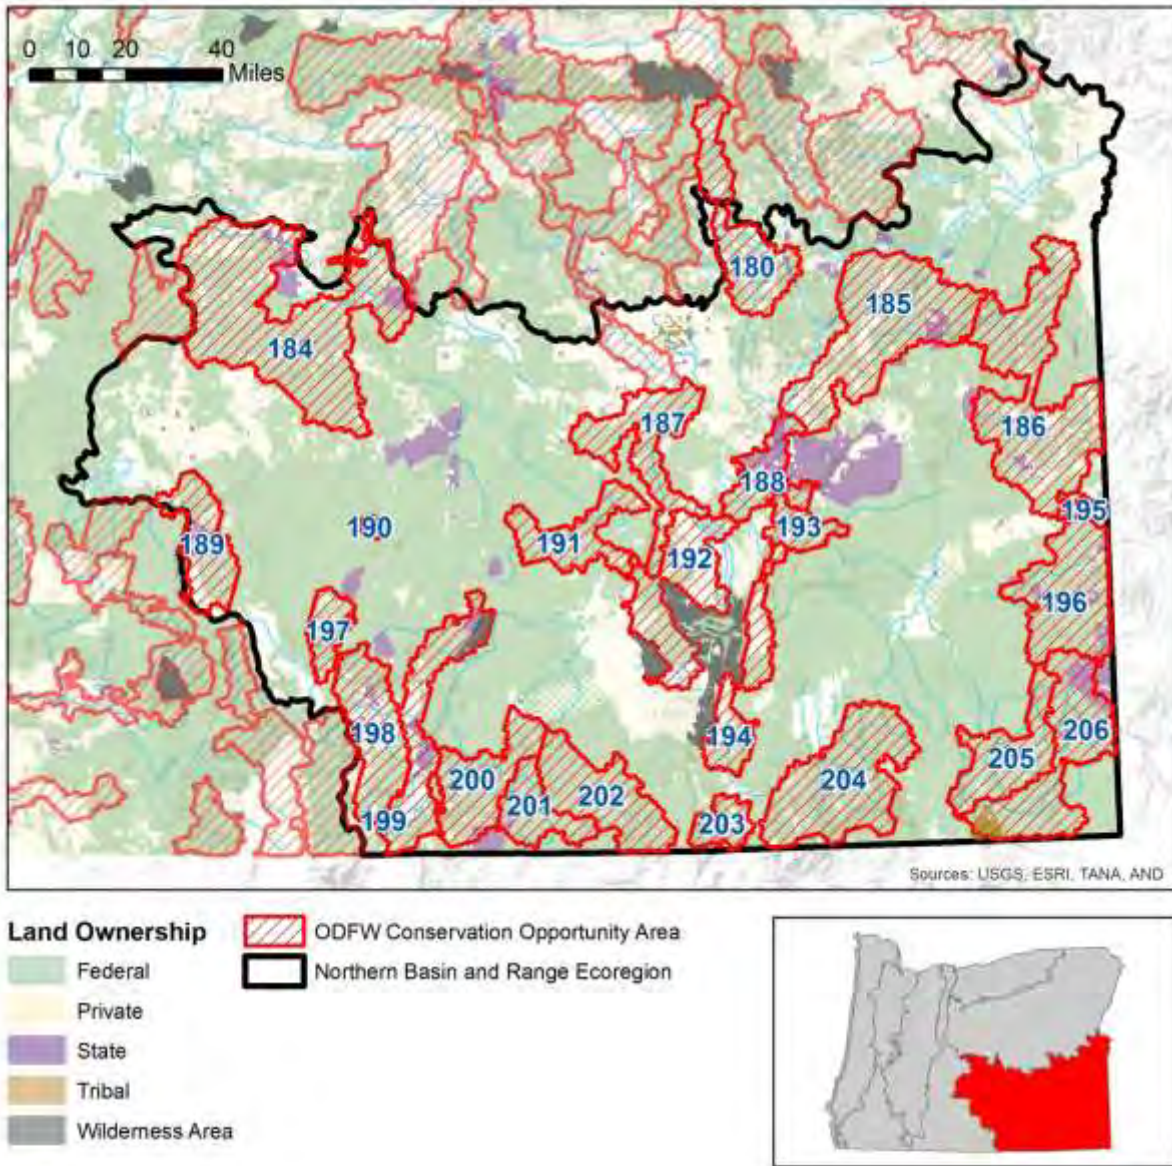 0 10 20 40
Miles
180
185
184
187
186
188
195
189
190
191
193
192
196
197
198
194
206
205
200
204
202
201
199
203
Sources: USGS, ESRI, TANA, AND
Land Ownership
Federal
Private
State
Tribal
Wilderness Area
ODFW Conservation Opportunity Area
Northern Basin and Range Ecoregion